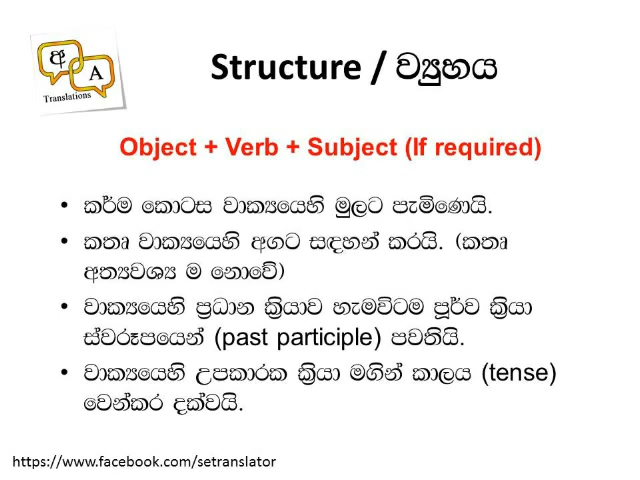 අ
A
Translations
Structure / ව්‍යුහය
Object + Verb + Subject (If required)
• කර්ම කොටස වාක්‍යයෙහි මුලට පැමිණෙයි.
• කතෘ වාක්‍යයෙහි අගට සඳහන් කරයි. (කතෘ
අත්‍යවශ්‍ය ම නොවේ)
• වාක්‍යයෙහි ප්‍රධාන ක්‍රියාව හැමවිටම පූර්ව ක්‍රියා
ස්වරූපයෙන් (past participle) පවතියි.
• වාක්‍යයෙහි උපකාරක ක්‍රියා මගින් කාලය (tense)
වෙන්කර දක්වයි.
https://www.facebook.com/setranslator